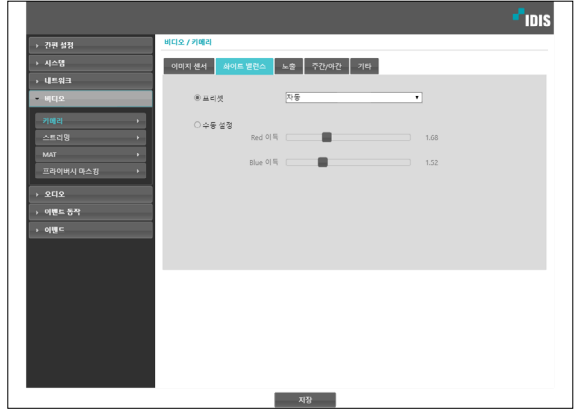 IDIS
간편 설정
시스템
네트워크
비디오
카메라
스트리밍
MAT
프라이버시 마스킹
오디오
이벤트 동작
이벤트
비디오 / 카메라
이미지 센서 화이트 밸런스 노출 주간/야간 기타
프리셋 자동
수동 설정
Red 이득 1.68
Blue 이득 1.52
저장